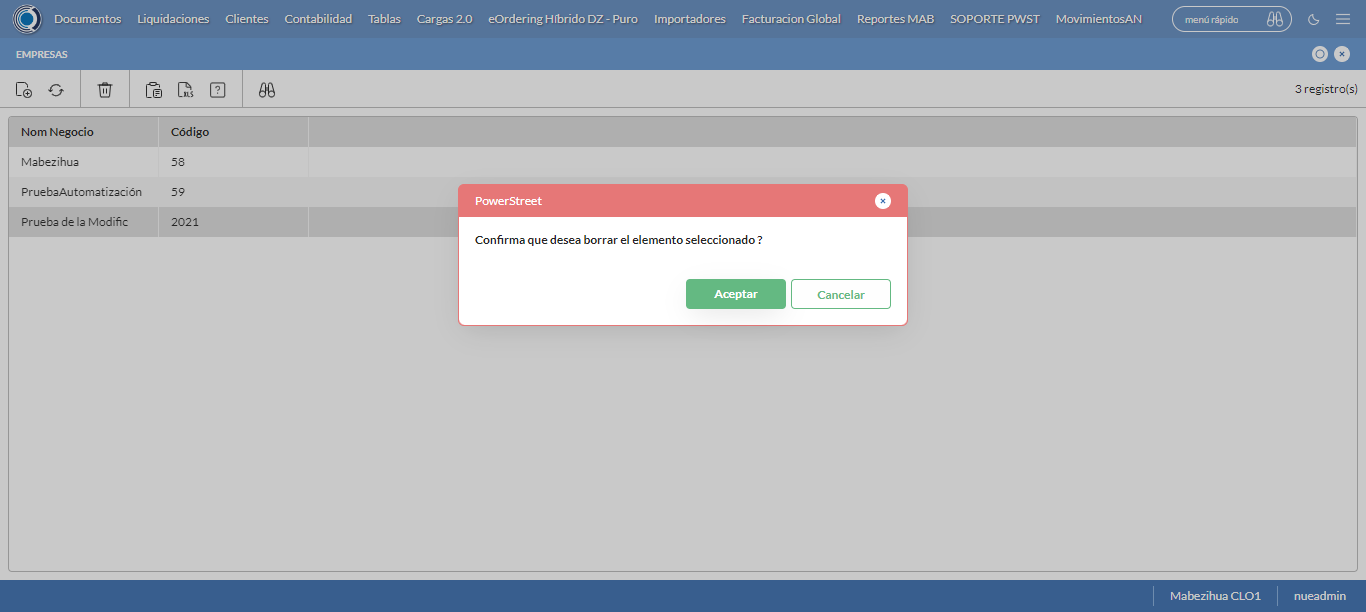 Documentos Liquidaciones Clientes Contabilidad Tablas Cargas 2.0 eOrdering Híbrido DZ - Puro Importadores Facturacion Global Reportes MAB SOPORTE PWST MovimientosAN menú rápido
EMPRESAS
XLS ? 3 registro(s)
Nom Negocio Código
Mabezihua 58
PruebaAutomatización 59
Prueba de la Modific 2021
PowerStreet
Confirma que desea borrar el elemento seleccionado ?
Aceptar Cancelar
Mabezihua CLO1 nueadmin